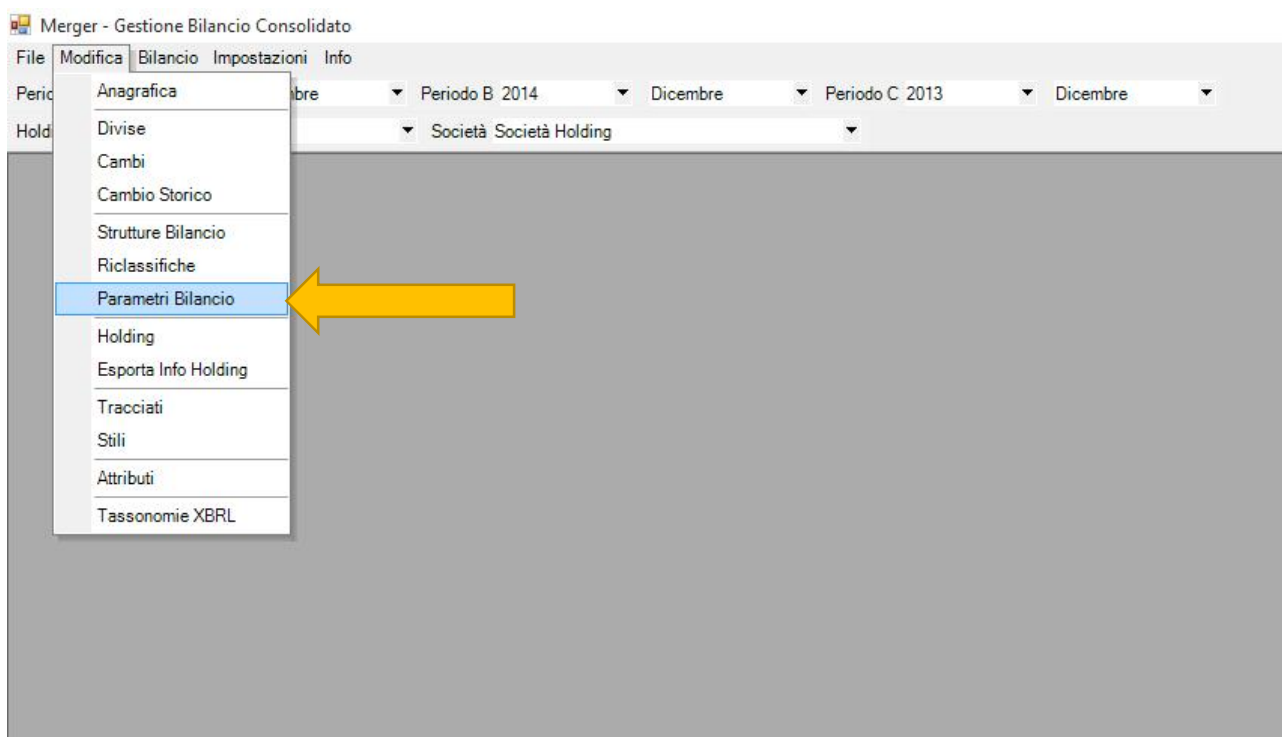 Merger - Gestione Bilancio Consolidato
File Modifica Bilancio Impostazioni Info
Perio bre Periodo B 2014 Dicembre Periodo C 2013 Dicembre
Holdi Società Società Holding
Anagrafica
Divise
Cambi
Cambio Storico
Strutture Bilancio
Riclassifiche
Parametri Bilancio
Holding
Esporta Info Holding
Tracciati
Stili
Attributi
Tassonomie XBRL